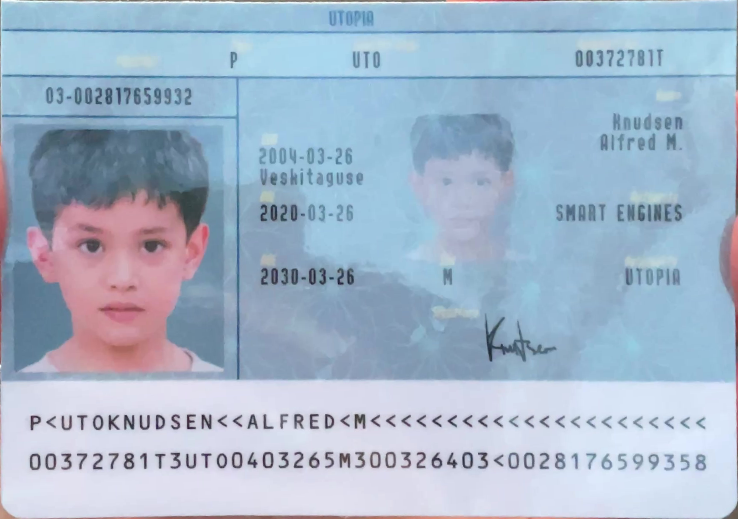 UTOPIA
P UTO 00372781T
03-002817659932
Knudsen
Alfred M.
2004-03-26
Veskitaguse
2020-03-26 SMART ENGINES
2030-03-26 M UTOPIA
Knutsen
P<UTOKNUDSEN<<ALFRED<M<<<<<<<<<<<<<<<<<<<<<<
00372781T3UTO0403265M300326403<0028176599358